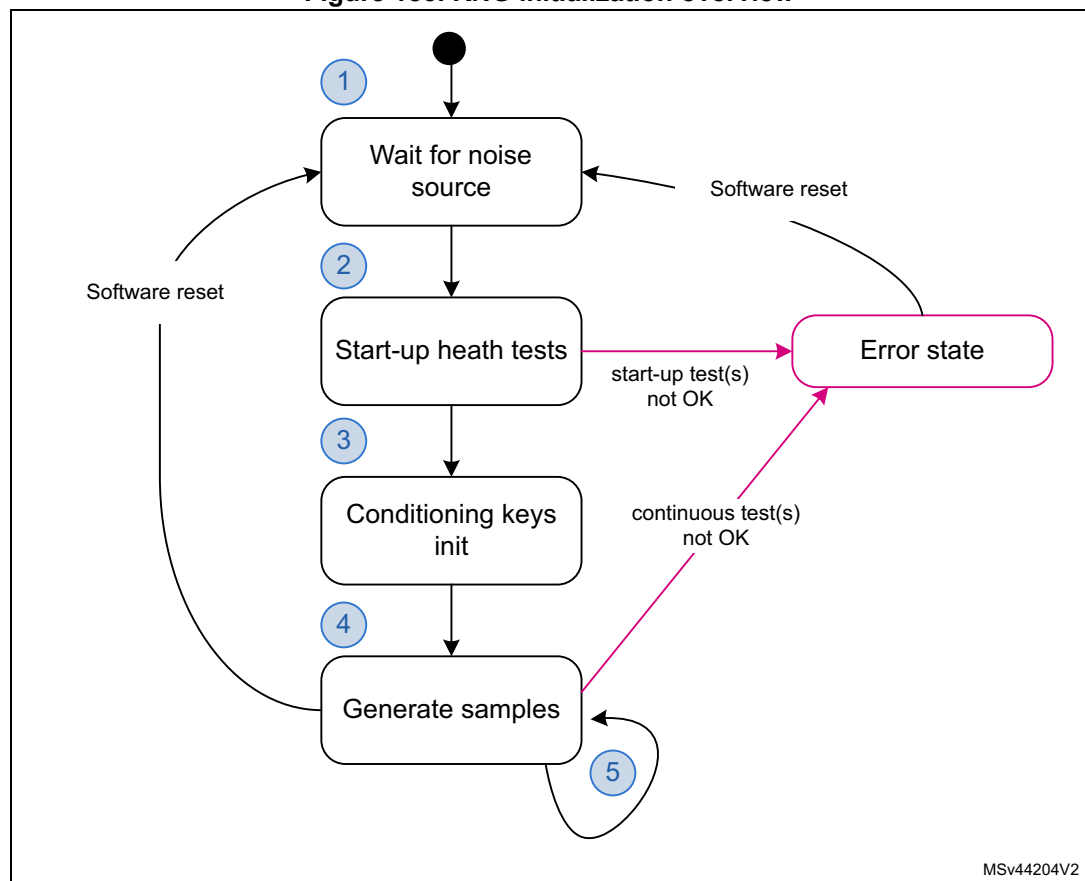 1
Wait for noise
source
Software reset
2
Software reset
Start-up heath tests
Error state
start-up test(s)
not OK
3
Conditioning keys
init
continuous test(s)
not OK
4
Generate samples
5
MSv44204V2